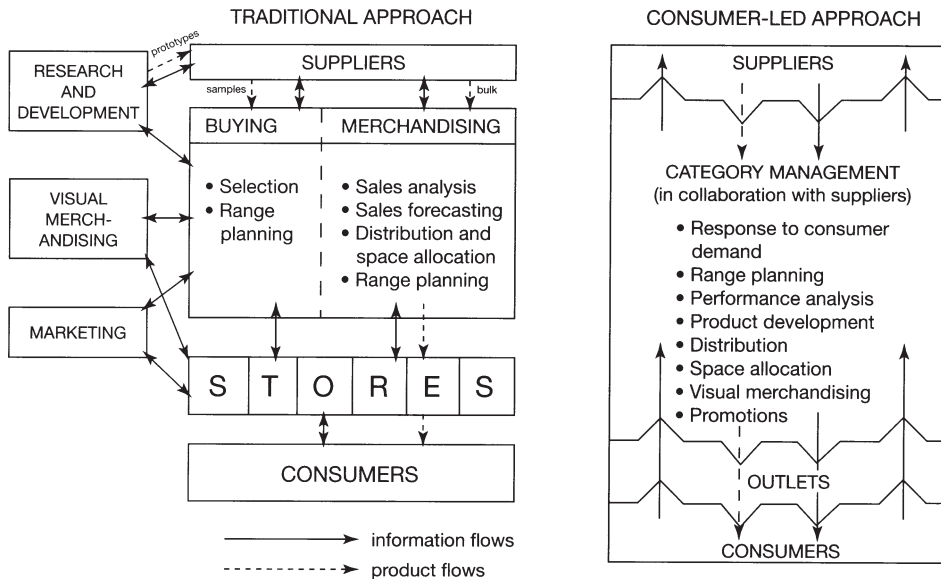 TRADITIONAL APPROACH
prototypes
RESEARCH
AND
DEVELOPMENT
SUPPLIERS
samples
bulk
BUYING
MERCHANDISING
• Selection
• Range
planning
• Sales analysis
• Sales forecasting
• Distribution and
space allocation
• Range planning
VISUAL
MERCH-
ANDISING
MARKETING
S T O R E S
CONSUMERS
information flows
product flows
CONSUMER-LED APPROACH
SUPPLIERS
CATEGORY MANAGEMENT
(in collaboration with suppliers)
• Response to consumer
demand
• Range planning
• Performance analysis
• Product development
• Distribution
• Space allocation
• Visual merchandising
• Promotions
OUTLETS
CONSUMERS